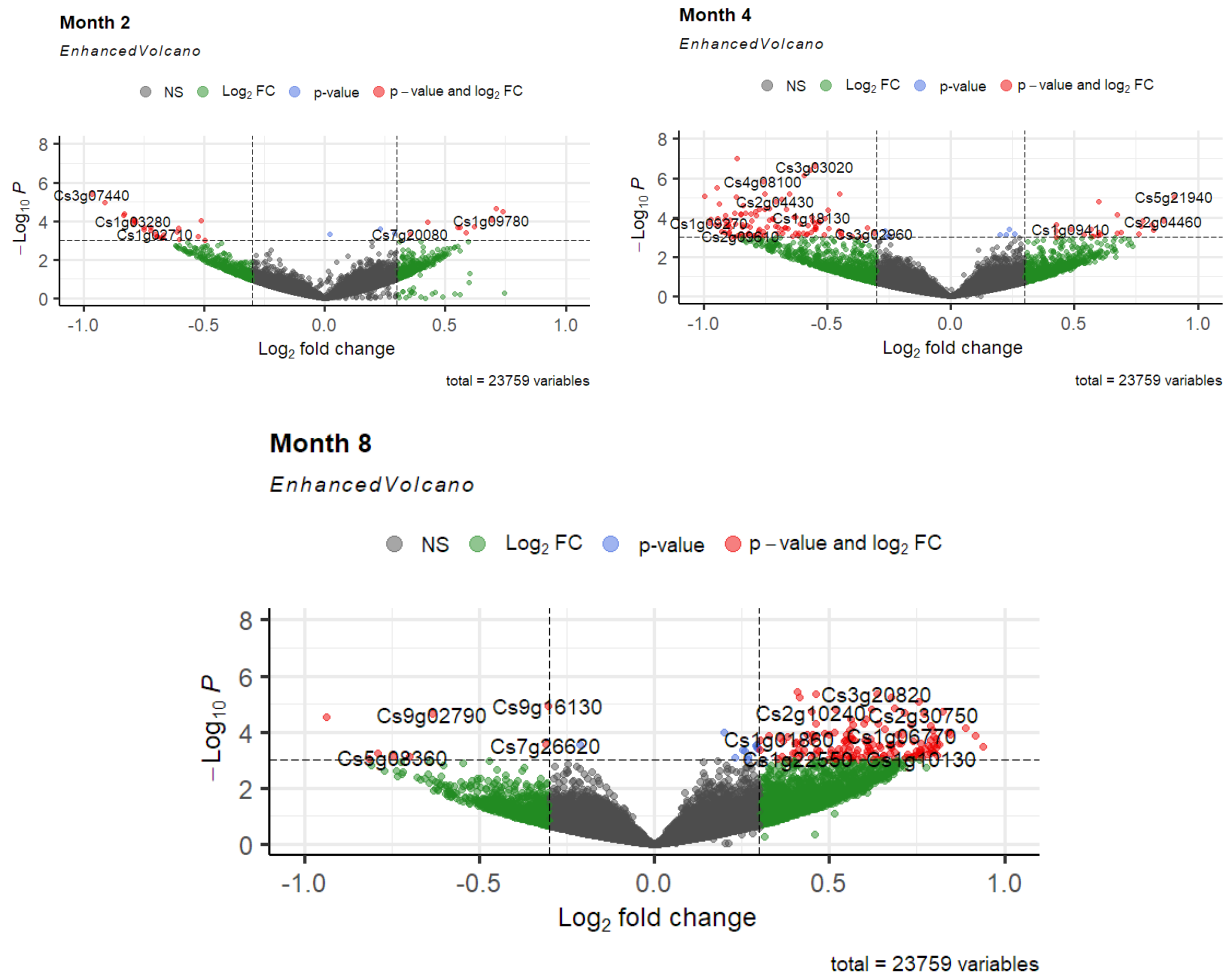 Month 2
EnhancedVolcano
NS Log2 FC p-value p – value and log2 FC
8
6
4
2
0
– Log10 P
Cs3g07440
Cs1g03280
Cs1g02710
Cs1g09780
Cs7g20080
-1.0 -0.5 0.0 0.5 1.0
Log2 fold change
total = 23759 variables
Month 4
EnhancedVolcano
NS Log2 FC p-value p – value and log2 FC
8
6
4
2
0
– Log10 P
Cs3g03020
Cs4g08100
Cs5g21940
Cs2g04430
Cs1g09270
Cs1g18130
Cs2g04460
Cs2g09610
Cs3g02960
Cs1g09410
-1.0 -0.5 0.0 0.5 1.0
Log2 fold change
total = 23759 variables
Month 8
EnhancedVolcano
NS Log2 FC p-value p – value and log2 FC
8
6
4
2
0
– Log10 P
Cs3g20820
Cs9g16130
Cs9g02790
Cs2g10240
Cs2g30750
Cs7g26620
Cs1g01860
Cs1g06770
Cs5g08360
Cs1g22550
Cs1g10130
-1.0 -0.5 0.0 0.5 1.0
Log2 fold change
total = 23759 variables